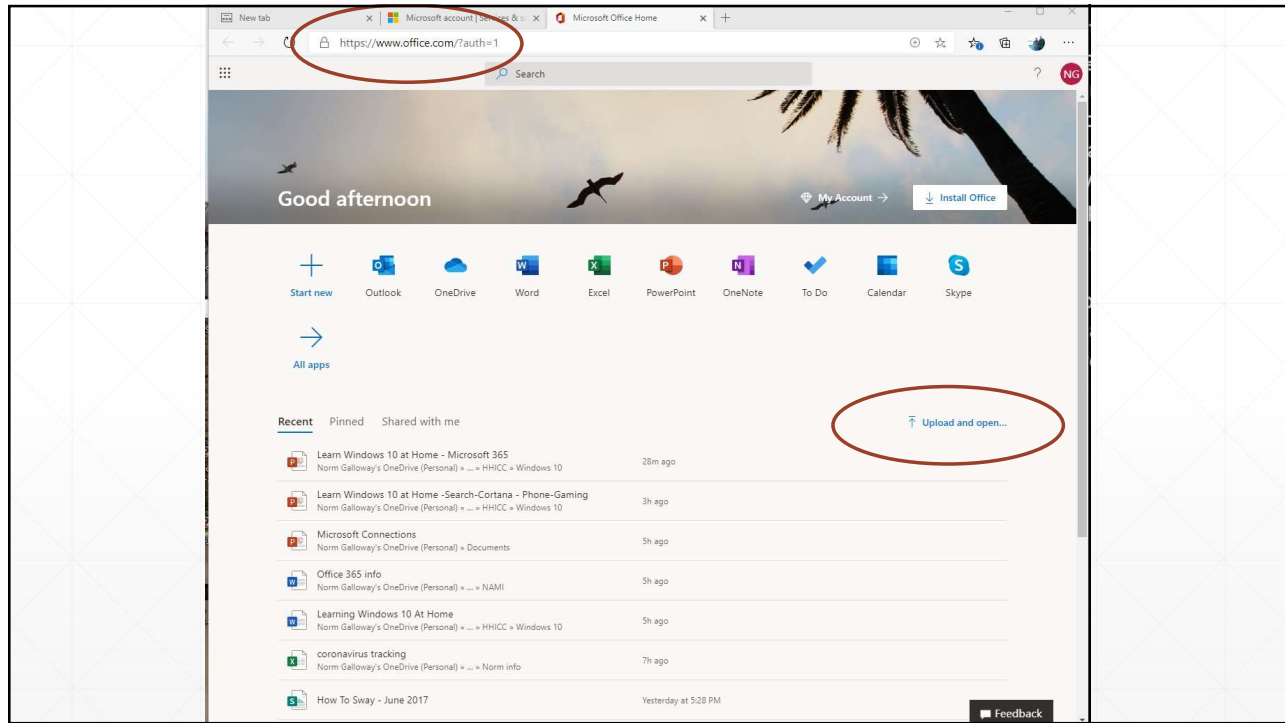 New tab
Microsoft account | Services & s
Microsoft Office Home
https://www.office.com/?auth=1
Search
?
NG
Good afternoon
My Account →
Install Office
Start new
Outlook
OneDrive
Word
Excel
PowerPoint
OneNote
To Do
Calendar
Skype
All apps
Recent Pinned Shared with me
Upload and open...
Learn Windows 10 at Home - Microsoft 365
Norm Galloway's OneDrive (Personal) » ... » HHICC » Windows 10
28m ago
Learn Windows 10 at Home -Search-Cortana - Phone-Gaming
Norm Galloway's OneDrive (Personal) » ... » HHICC » Windows 10
3h ago
Microsoft Connections
Norm Galloway's OneDrive (Personal) » Documents
5h ago
Office 365 info
Norm Galloway's OneDrive (Personal) » ... » NAMI
5h ago
Learning Windows 10 At Home
Norm Galloway's OneDrive (Personal) » ... » HHICC » Windows 10
5h ago
coronavirus tracking
Norm Galloway's OneDrive (Personal) » ... » Norm info
7h ago
How To Sway - June 2017
Yesterday at 5:28 PM
Feedback